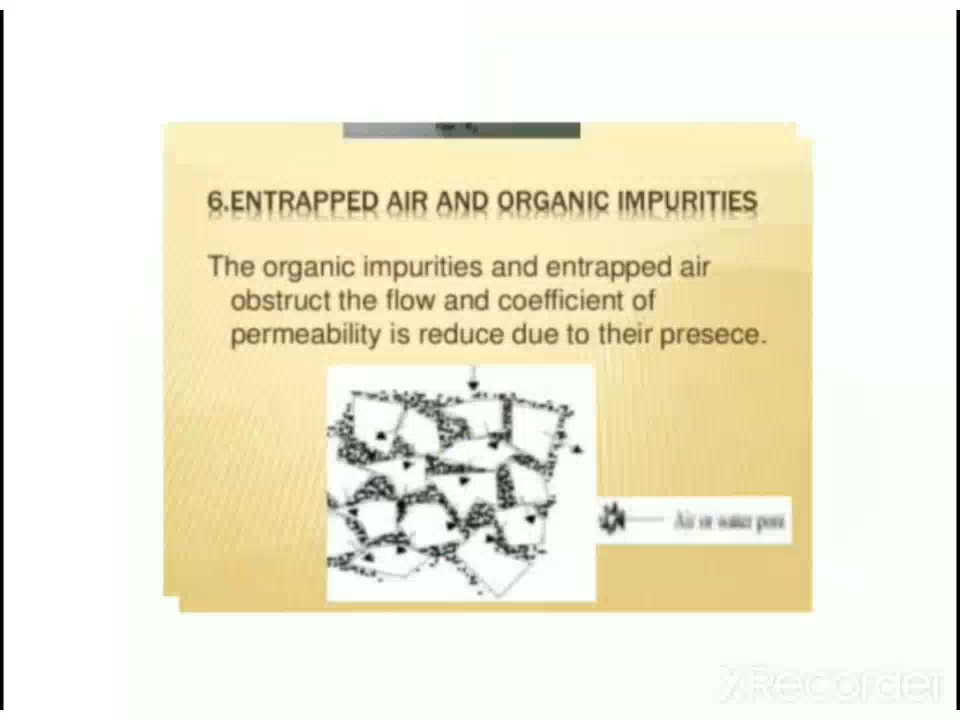 6.ENTRAPPED AIR AND ORGANIC IMPURITIES
The organic impurities and entrapped air
obstruct the flow and coefficient of
permeability is reduce due to their presece.
Air or water pore
XRecorder